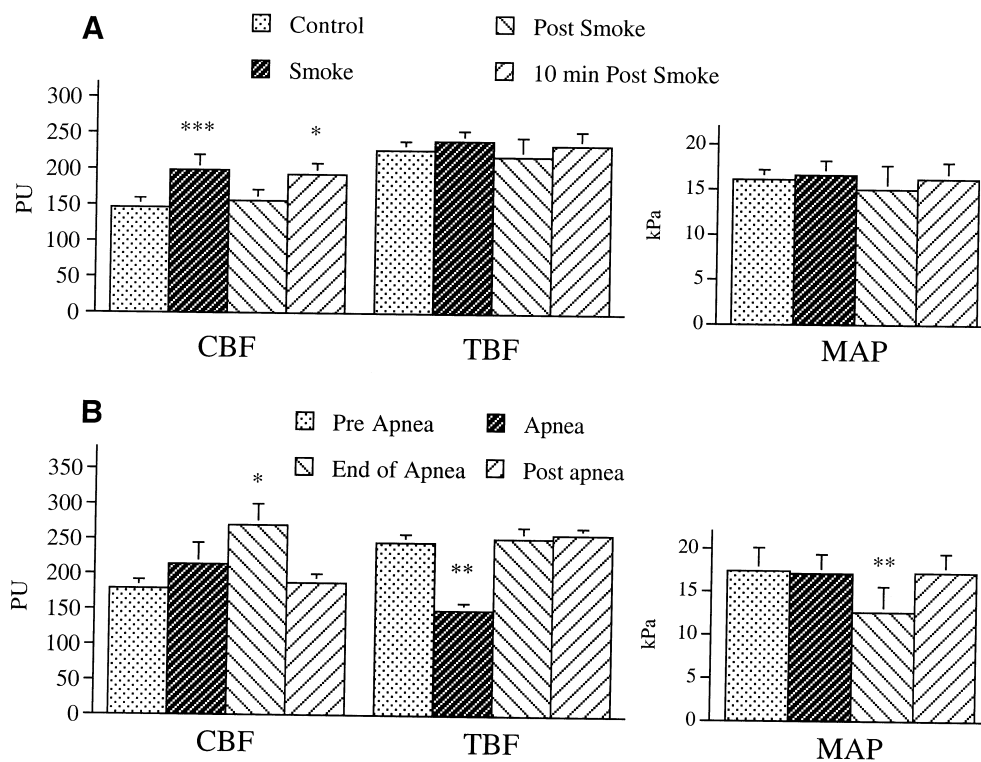 A
Control
Post Smoke
Smoke
10 min Post Smoke
300
250
200
150
100
50
0
PU
***
*
CBF
TBF
20
15
10
5
0
kPa
MAP
B
Pre Apnea
Apnea
End of Apnea
Post apnea
350
300
250
200
150
100
50
0
PU
*
**
CBF
TBF
20
15
10
5
0
kPa
**
MAP